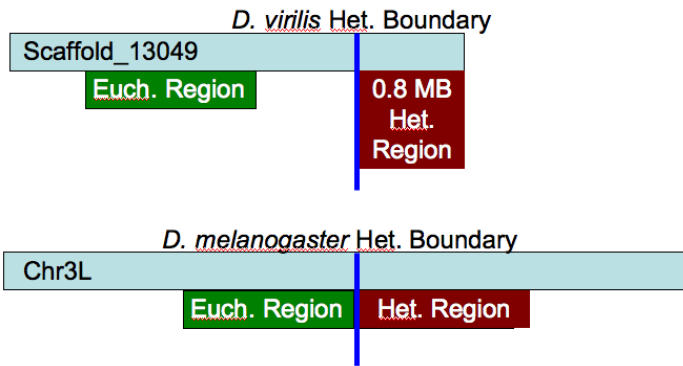 D. virilis Het. Boundary
Scaffold_13049
Euch. Region
0.8 MB
Het.
Region
D. melanogaster Het. Boundary
Chr3L
Euch. Region
Het. Region